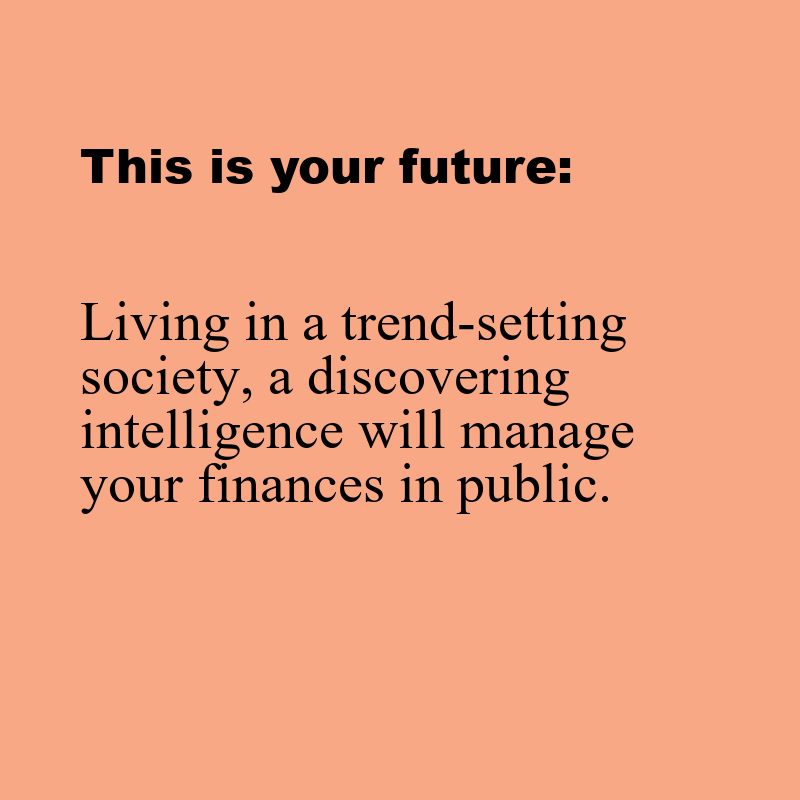 This is your future:
Living in a trend-setting
society, a discovering
intelligence will manage
your finances in public.